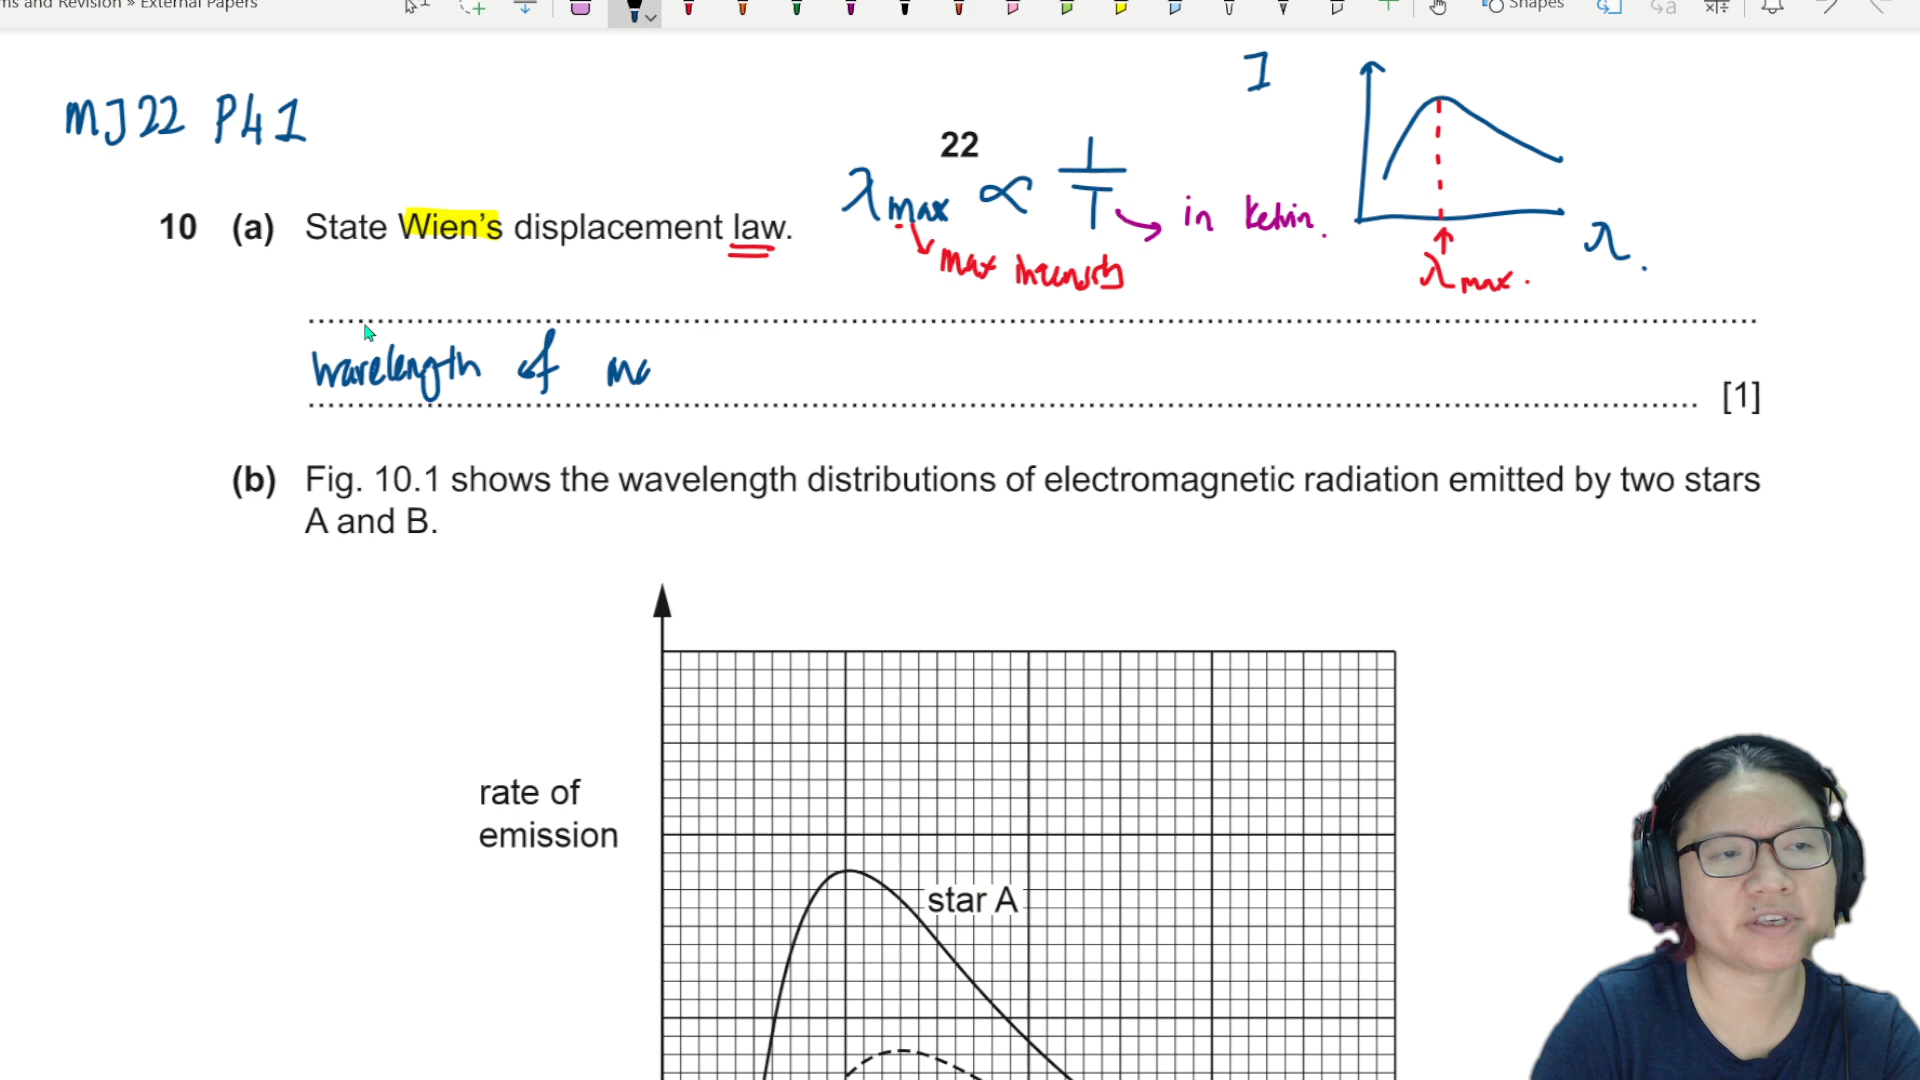 ms and Revision » External Papers
Shapes
MJ22 P41
22
I
λmax ∝ 1/T
in kelvin.
10 (a) State Wien's displacement law.
max intensity
λ.
λmax.
wavelength of ma
[1]
(b) Fig. 10.1 shows the wavelength distributions of electromagnetic radiation emitted by two stars
A and B.
rate of
emission
star A